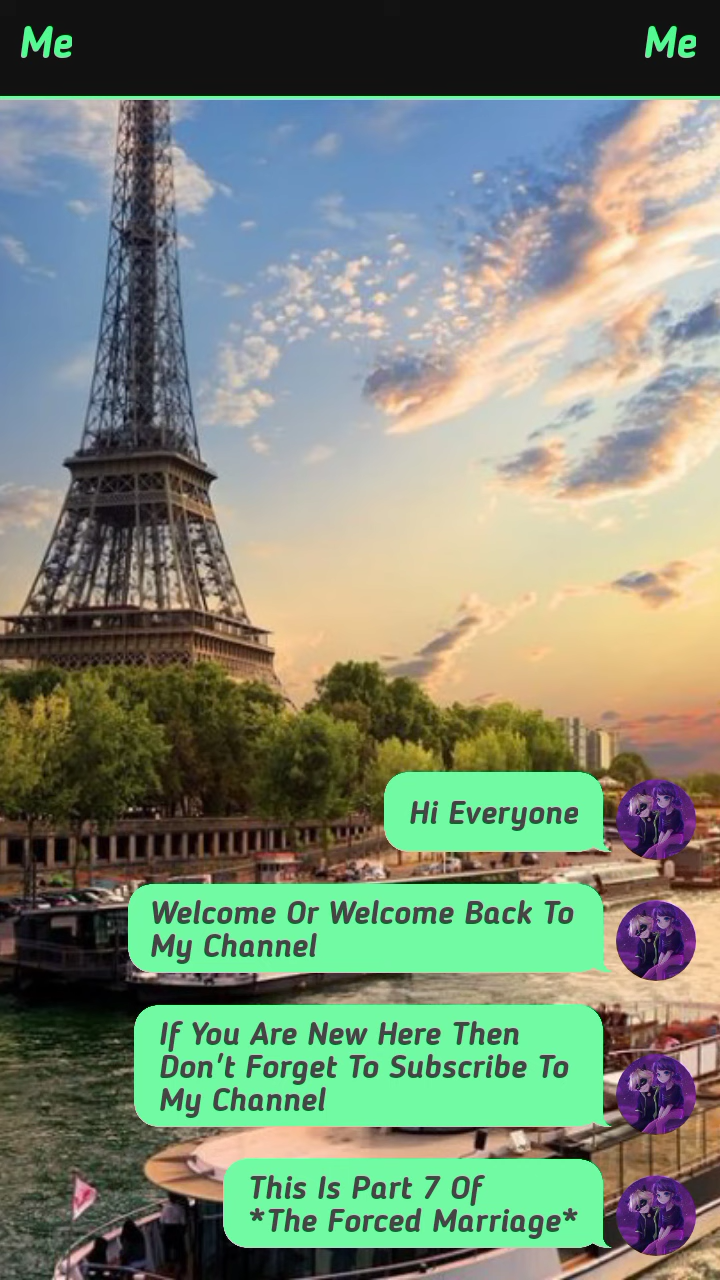 Me
Me
Hi Everyone
Welcome Or Welcome Back To
My Channel
If You Are New Here Then
Don't Forget To Subscribe To
My Channel
This Is Part 7 Of
*The Forced Marriage*